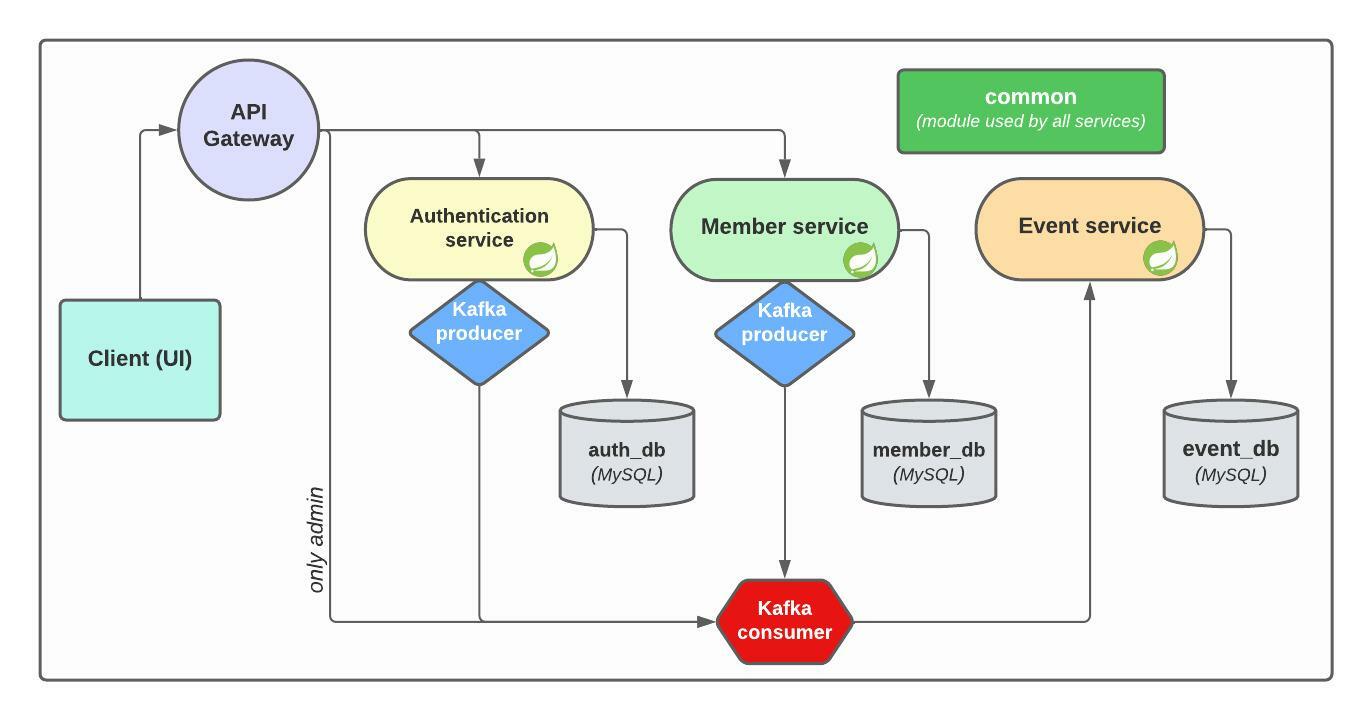 API
Gateway
common
(module used by all services)
Authentication
service
Member service
Event service
Kafka
producer
Kafka
producer
Client (UI)
auth_db
(MySQL)
member_db
(MySQL)
event_db
(MySQL)
only admin
Kafka
consumer